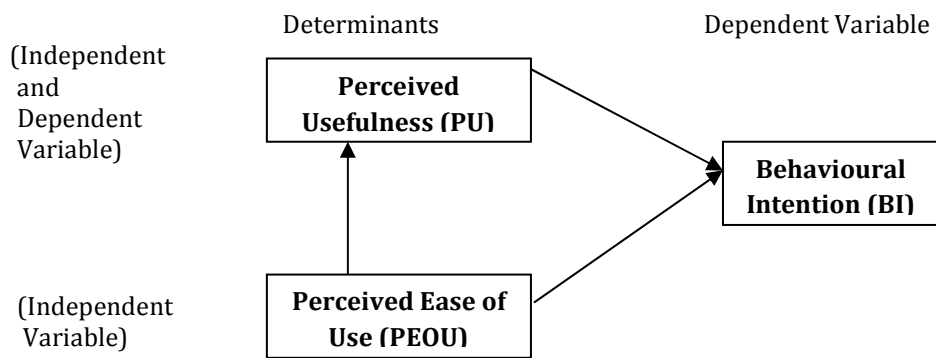 Determinants
Dependent Variable
(Independent
and
Dependent
Variable)
Perceived
Usefulness (PU)
Behavioural
Intention (BI)
(Independent
Variable)
Perceived Ease of
Use (PEOU)